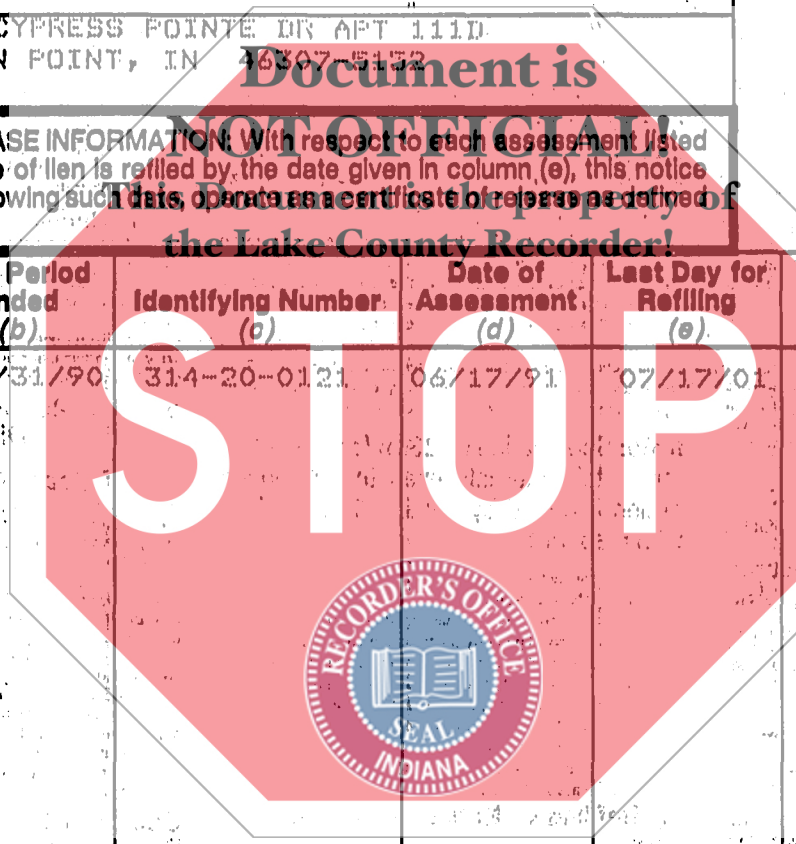 CYPRESS POINTE DR APT 111D
N POINT, IN 46307-5132
Document is
NOT OFFICIAL!
This Document is the property of
the Lake County Recorder!
ASE INFORMATION: With respect to each assessment listed
of lien is refiled by the date given in column (e), this notice
owing such date, operate as a certificate of release as defined
Period
nded
(b)
Identifying Number
(c)
Date of
Assessment
(d)
Last Day for
Refiling
(e)
/31/90 314-20-0121 06/17/91 07/17/01
STOP
RECORDER'S OFFICE
SEAL
INDIANA